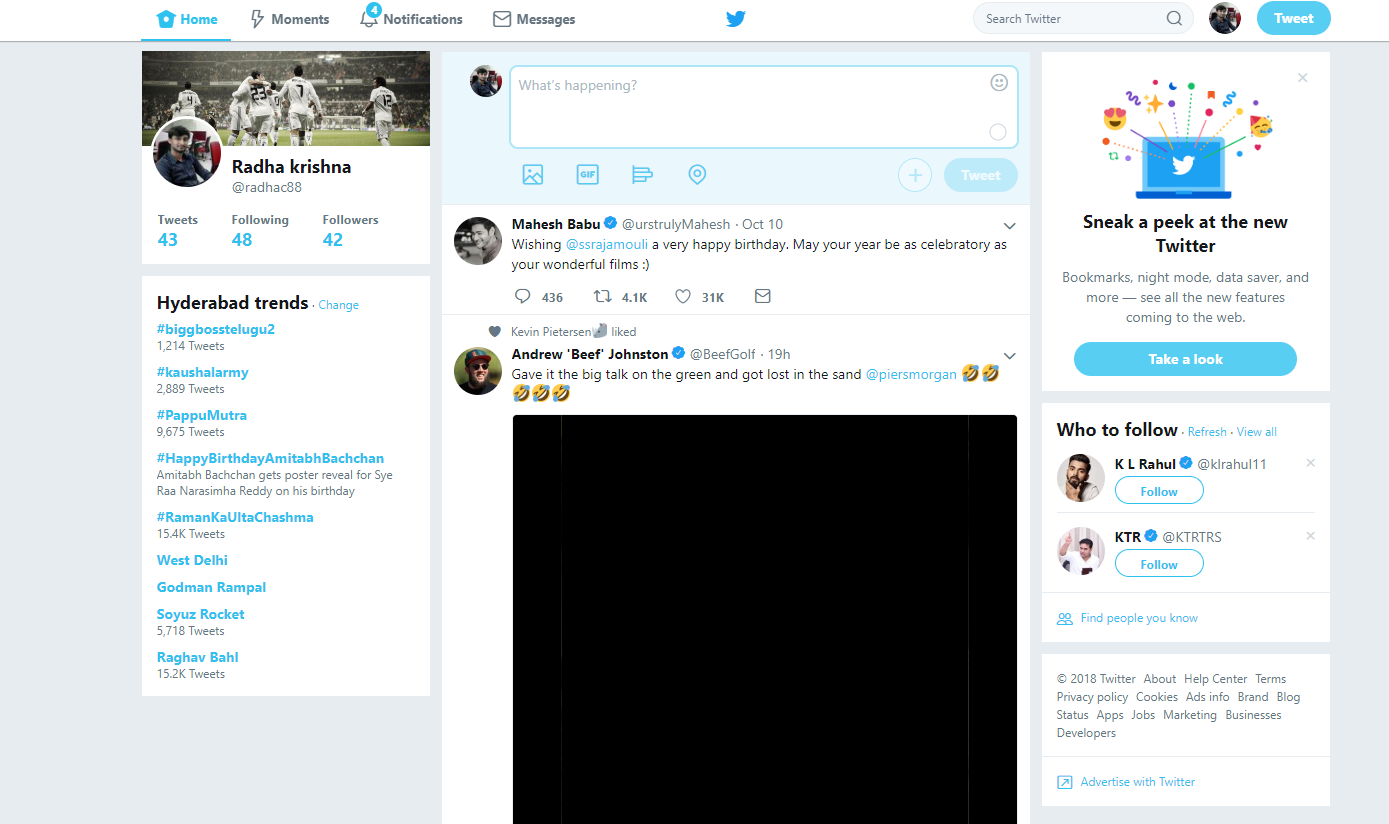 Home
Moments
4
Notifications
Messages
Search Twitter
Tweet
Radha krishna
@radhac88
Tweets Following Followers
43 48 42
Hyderabad trends · Change
#biggbosstelugu2
1,214 Tweets
#kaushalarmy
2,889 Tweets
#PappuMutra
9,675 Tweets
#HappyBirthdayAmitabhBachchan
Amitabh Bachchan gets poster reveal for Sye
Raa Narasimha Reddy on his birthday
#RamanKaUltaChashma
15.4K Tweets
West Delhi
Godman Rampal
Soyuz Rocket
5,718 Tweets
Raghav Bahl
15.2K Tweets
What's happening?
GIF
Tweet
Mahesh Babu @urstrulyMahesh · Oct 10
Wishing @ssrajamouli a very happy birthday. May your year be as celebratory as
your wonderful films :)
436 4.1K 31K
Kevin Pietersen🦏 liked
Andrew 'Beef' Johnston @BeefGolf · 19h
Gave it the big talk on the green and got lost in the sand @piersmorgan 🤣🤣
🤣🤣🤣
Sneak a peek at the new
Twitter
Bookmarks, night mode, data saver, and
more — see all the new features
coming to the web.
Take a look
Who to follow · Refresh · View all
K L Rahul @klrahul11
Follow
KTR @KTRTRS
Follow
Find people you know
© 2018 Twitter About Help Center Terms
Privacy policy Cookies Ads info Brand Blog
Status Apps Jobs Marketing Businesses
Developers
Advertise with Twitter